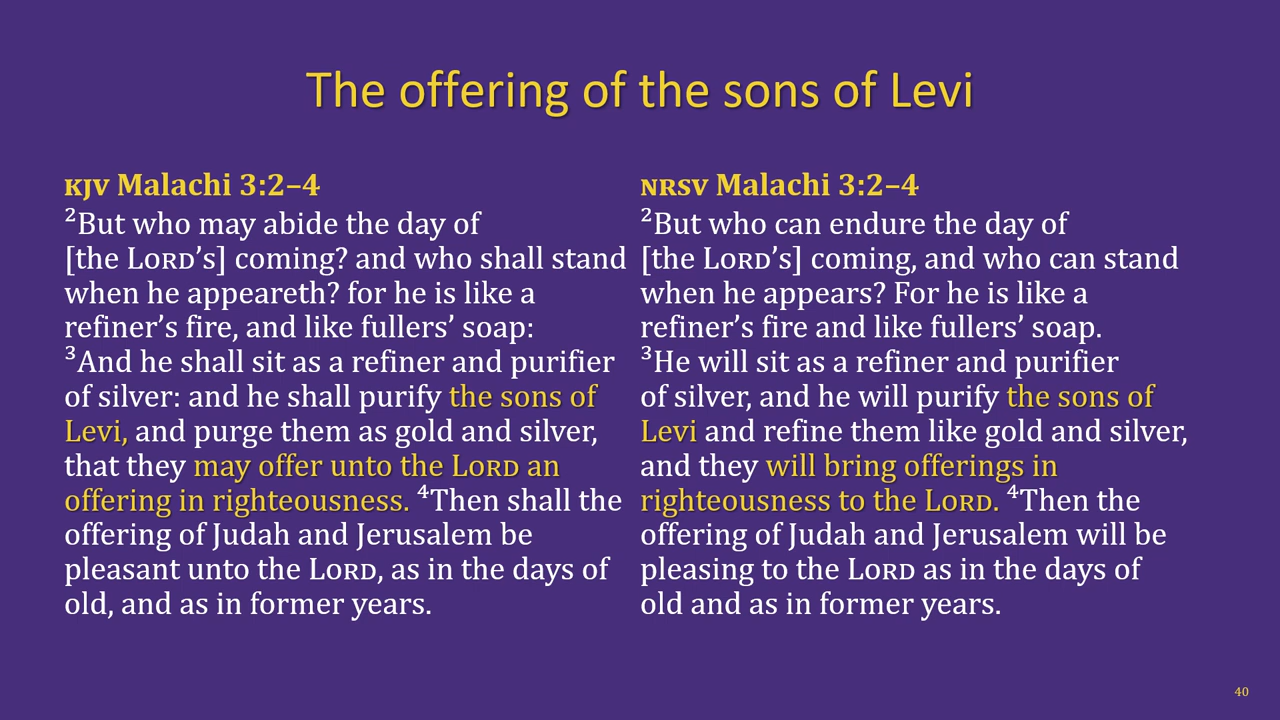 The offering of the sons of Levi
KJV Malachi 3:2–4
²But who may abide the day of
[the LORD’s] coming? and who shall stand
when he appeareth? for he is like a
refiner’s fire, and like fullers’ soap:
³And he shall sit as a refiner and purifier
of silver: and he shall purify the sons of
Levi, and purge them as gold and silver,
that they may offer unto the LORD an
offering in righteousness. ⁴Then shall the
offering of Judah and Jerusalem be
pleasant unto the LORD, as in the days of
old, and as in former years.
NRSV Malachi 3:2–4
²But who can endure the day of
[the LORD’s] coming, and who can stand
when he appears? For he is like a
refiner’s fire and like fullers’ soap.
³He will sit as a refiner and purifier
of silver, and he will purify the sons of
Levi and refine them like gold and silver,
and they will bring offerings in
righteousness to the LORD. ⁴Then the
offering of Judah and Jerusalem will be
pleasing to the LORD as in the days of
old and as in former years.
40